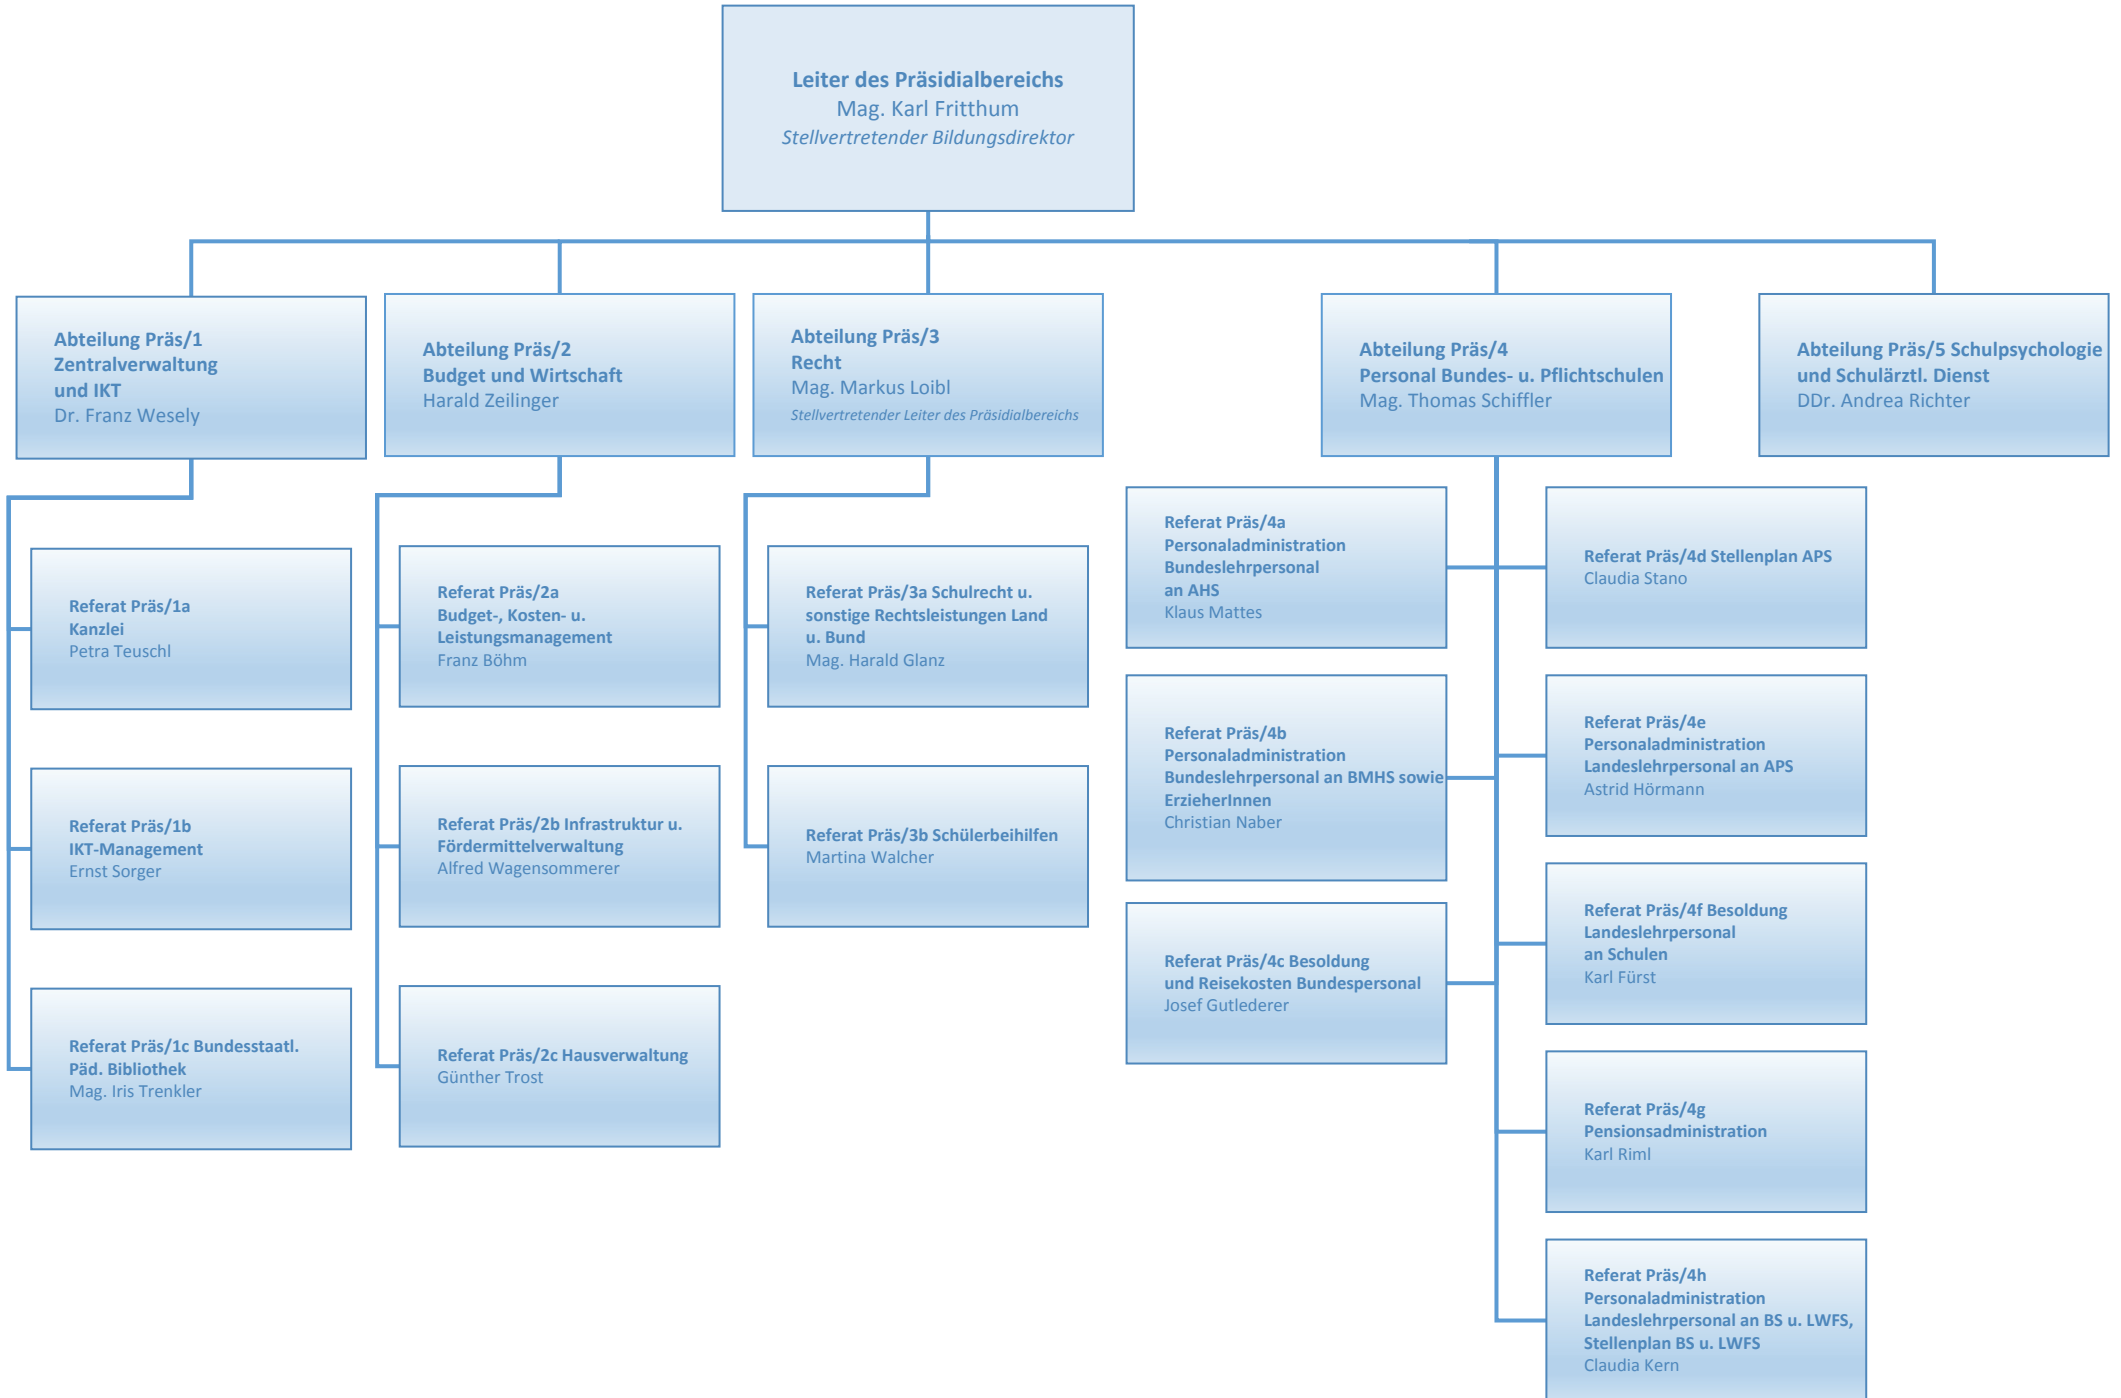 Leiter des Präsidialbereichs
Mag. Karl Fritthum
Stellvertretender Bildungsdirektor
Abteilung Präs/1
Zentralverwaltung
und IKT
Dr. Franz Wesely
Abteilung Präs/2
Budget und Wirtschaft
Harald Zeilinger
Abteilung Präs/3
Recht
Mag. Markus Loibl
Stellvertretender Leiter des Präsidialbereichs
Abteilung Präs/4
Personal Bundes- u. Pflichtschulen
Mag. Thomas Schiffler
Abteilung Präs/5 Schulpsychologie
und Schulärztl. Dienst
DDr. Andrea Richter
Referat Präs/1a
Kanzlei
Petra Teuschl
Referat Präs/1b
IKT-Management
Ernst Sorger
Referat Präs/1c Bundesstaatl.
Päd. Bibliothek
Mag. Iris Trenkler
Referat Präs/2a
Budget-, Kosten- u.
Leistungsmanagement
Franz Böhm
Referat Präs/2b Infrastruktur u.
Fördermittelverwaltung
Alfred Wagensommerer
Referat Präs/2c Hausverwaltung
Günther Trost
Referat Präs/3a Schulrecht u.
sonstige Rechtsleistungen Land
u. Bund
Mag. Harald Glanz
Referat Präs/3b Schülerbeihilfen
Martina Walcher
Referat Präs/4a
Personaladministration
Bundeslehrpersonal
an AHS
Klaus Mattes
Referat Präs/4b
Personaladministration
Bundeslehrpersonal an BMHS sowie
ErzieherInnen
Christian Naber
Referat Präs/4c Besoldung
und Reisekosten Bundespersonal
Josef Gutlederer
Referat Präs/4d Stellenplan APS
Claudia Stano
Referat Präs/4e
Personaladministration
Landeslehrpersonal an APS
Astrid Hörmann
Referat Präs/4f Besoldung
Landeslehrpersonal
an Schulen
Karl Fürst
Referat Präs/4g
Pensionsadministration
Karl Riml
Referat Präs/4h
Personaladministration
Landeslehrpersonal an BS u. LWFS,
Stellenplan BS u. LWFS
Claudia Kern